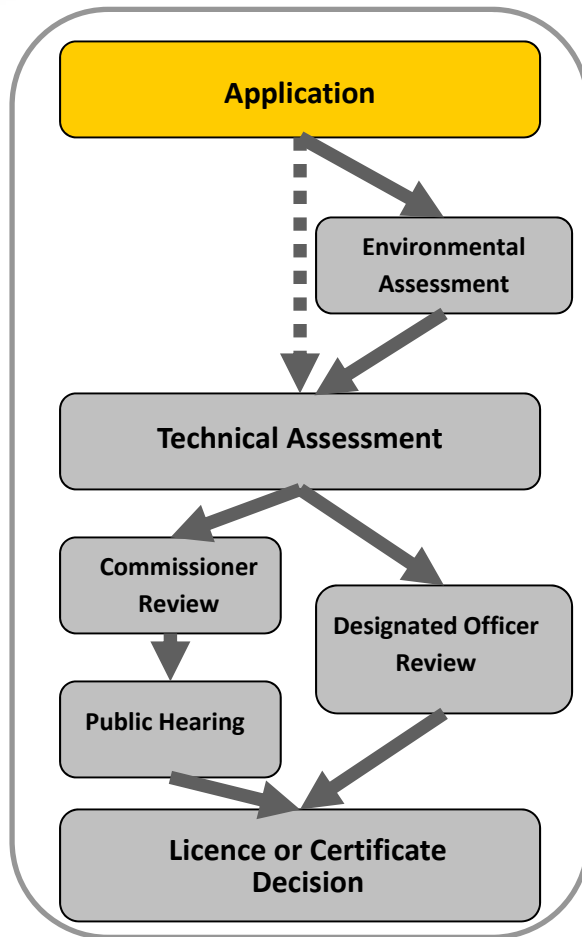 Application
Environmental
Assessment
Technical Assessment
Commissioner
Review
Designated Officer
Review
Public Hearing
Licence or Certificate
Decision